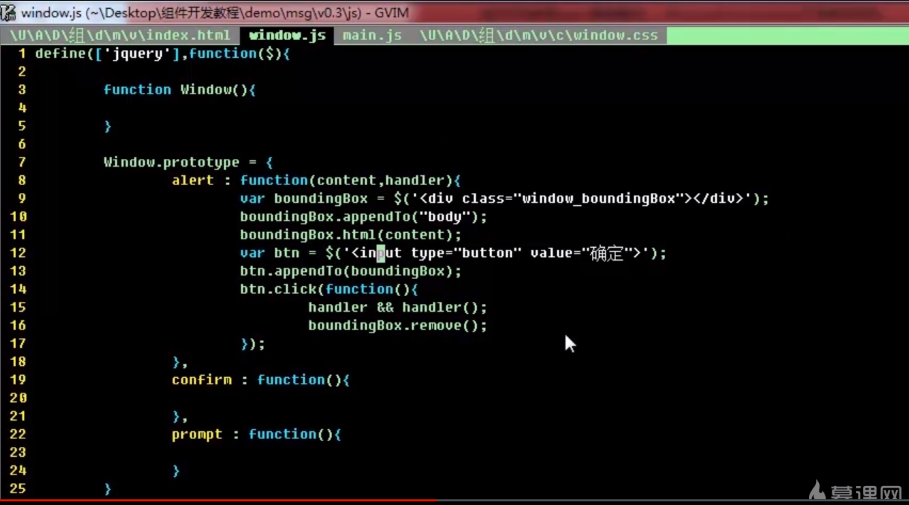 window.js (~\Desktop\组件开发教程\demo\msg\v0.3\js) - GVIM
\U\A\D\组\d\m\v\index.html window.js main.js \U\A\D\组\d\m\v\c\window.css
1 define(['jquery'],function($){
2
3 function Window(){
4
5 }
6
7 Window.prototype = {
8 alert : function(content,handler){
9 var boundingBox = $('<div class="window_boundingBox"></div>');
10 boundingBox.appendTo("body");
11 boundingBox.html(content);
12 var btn = $('<input type="button" value="确定">');
13 btn.appendTo(boundingBox);
14 btn.click(function(){
15 handler && handler();
16 boundingBox.remove();
17 });
18 },
19 confirm : function(){
20
21 },
22 prompt : function(){
23
24 }
25 }
慕课网